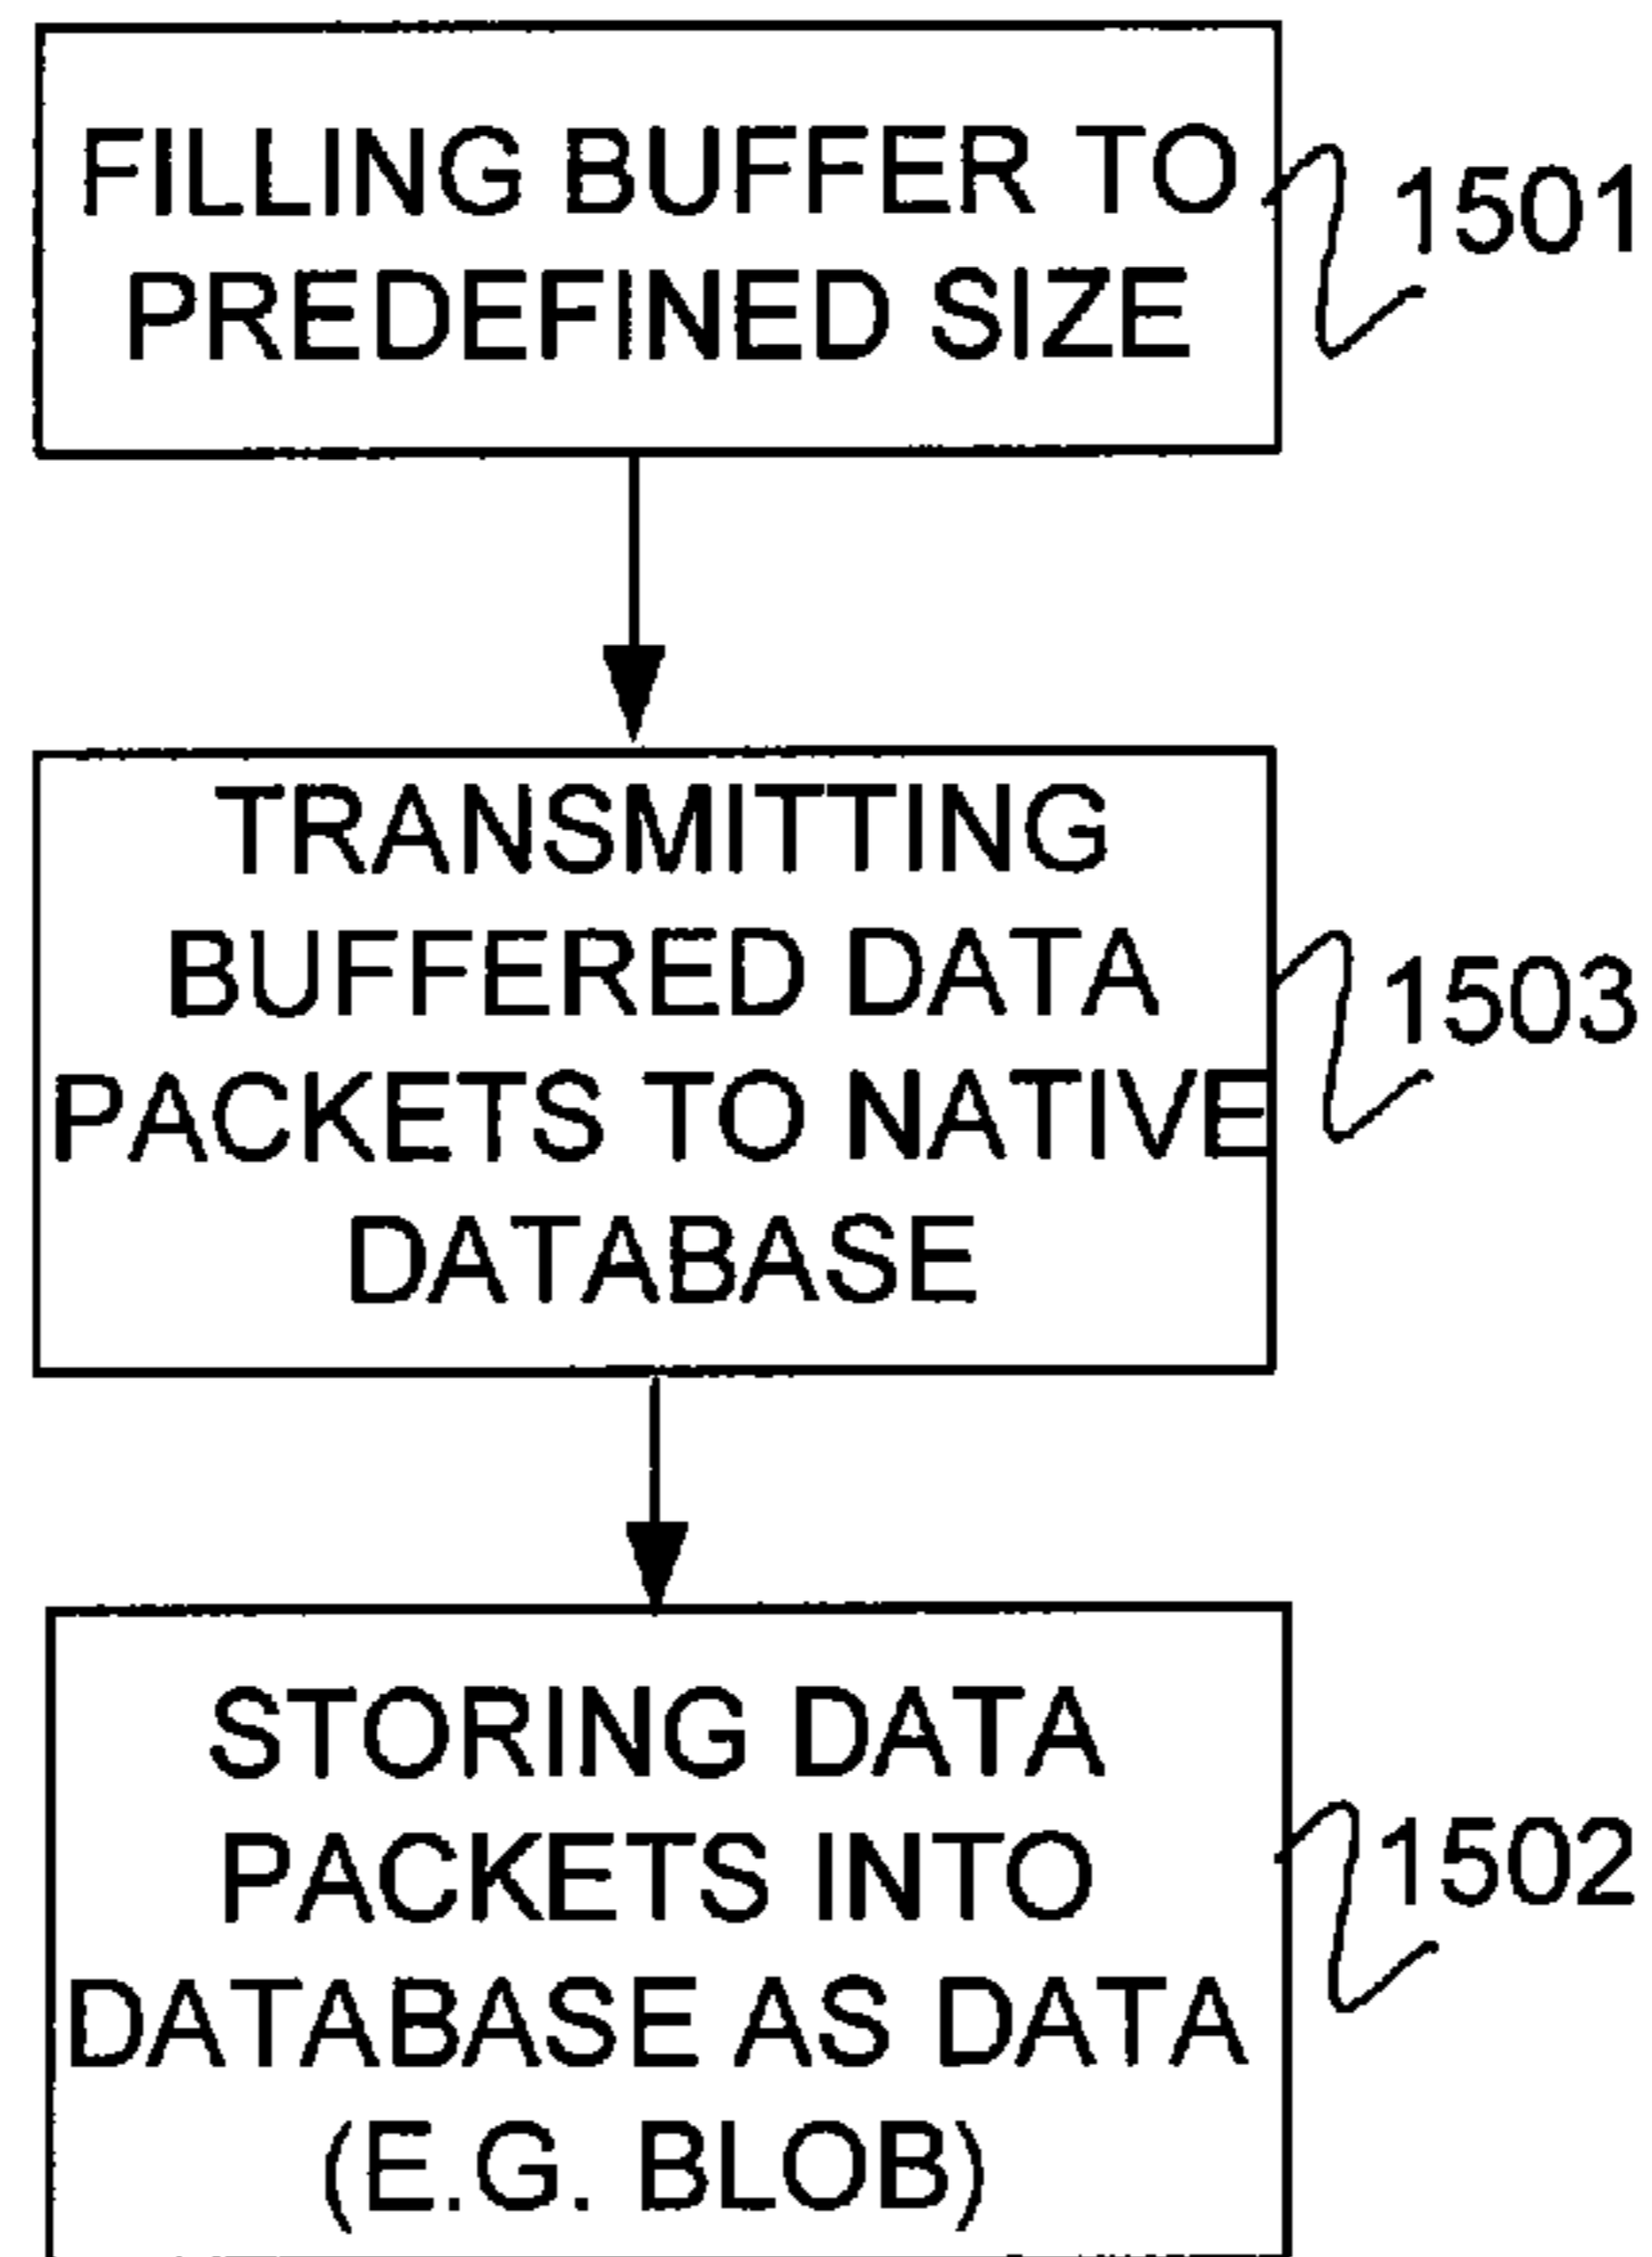 FILLING BUFFER TO
PREDEFINED SIZE
1501
TRANSMITTING
BUFFERED DATA
PACKETS TO NATIVE
DATABASE
1503
STORING DATA
PACKETS INTO
DATABASE AS DATA
(E.G. BLOB)
1502